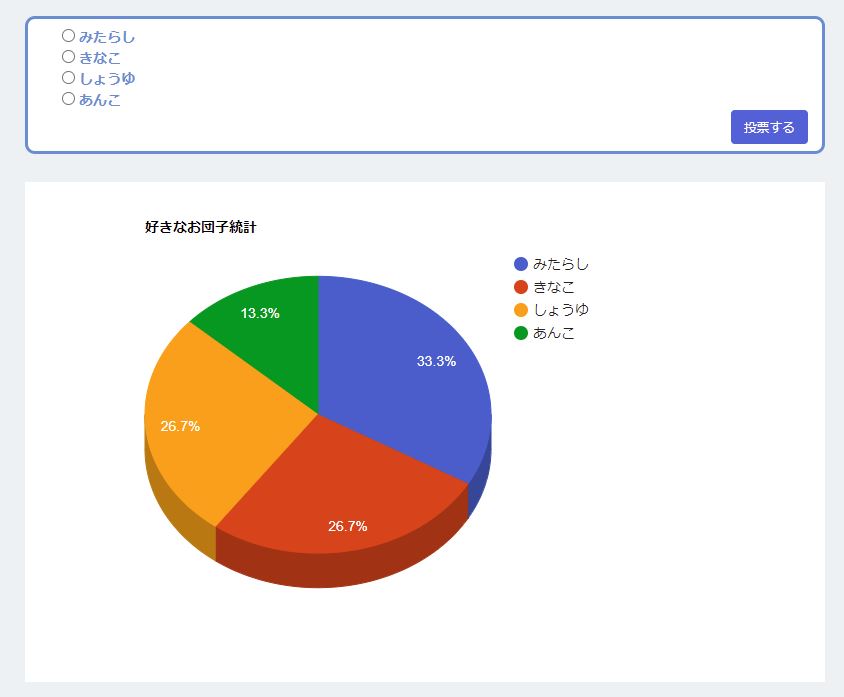 みたらし
きなこ
しょうゆ
あんこ
投票する
好きなお団子統計
みたらし
きなこ
しょうゆ
あんこ
13.3%
33.3%
26.7%
26.7%